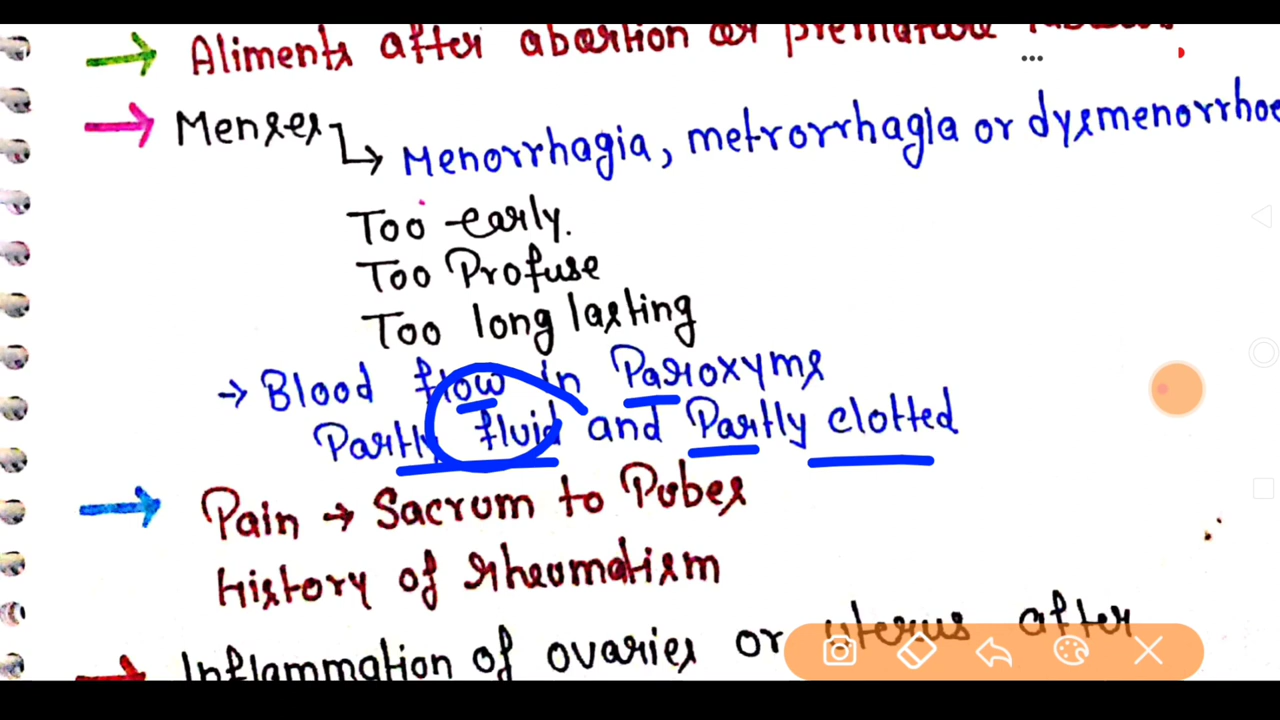 Aliments after abortion or premature
Menses
Menorrhagia, metrorrhagia or dysmenorrhoe
Too early.
Too Profuse
Too long lasting
→ Blood flow in Paroxyms
Partly fluid and Partly clotted
Pain → Sacrum to Pubes
History of rheumatism
Inflammation of ovaries or uterus after